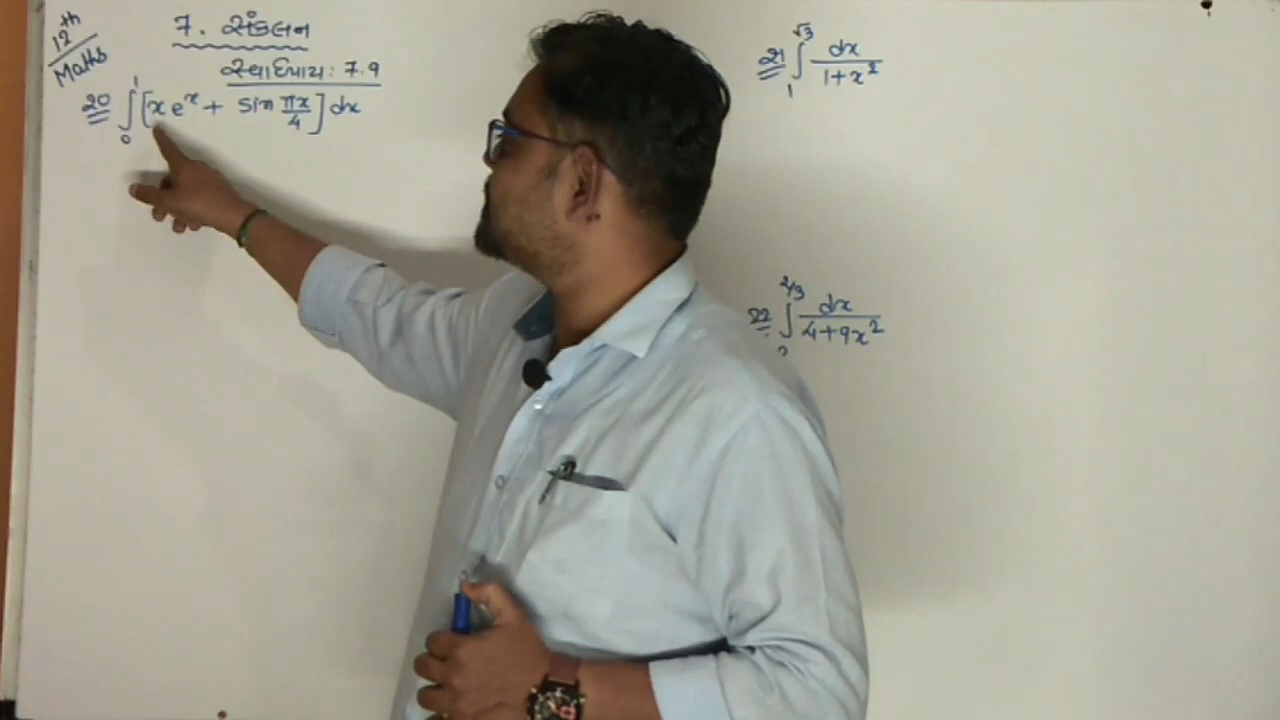 12th
Maths
7. સંકલન
સ્વાધ્યાય: 7.9
20 ∫₀¹ [x eˣ + sin πx/4] dx
21 ∫₁^√3 dx/1+x²
22 ∫₀^2/3 dx/4+9x²